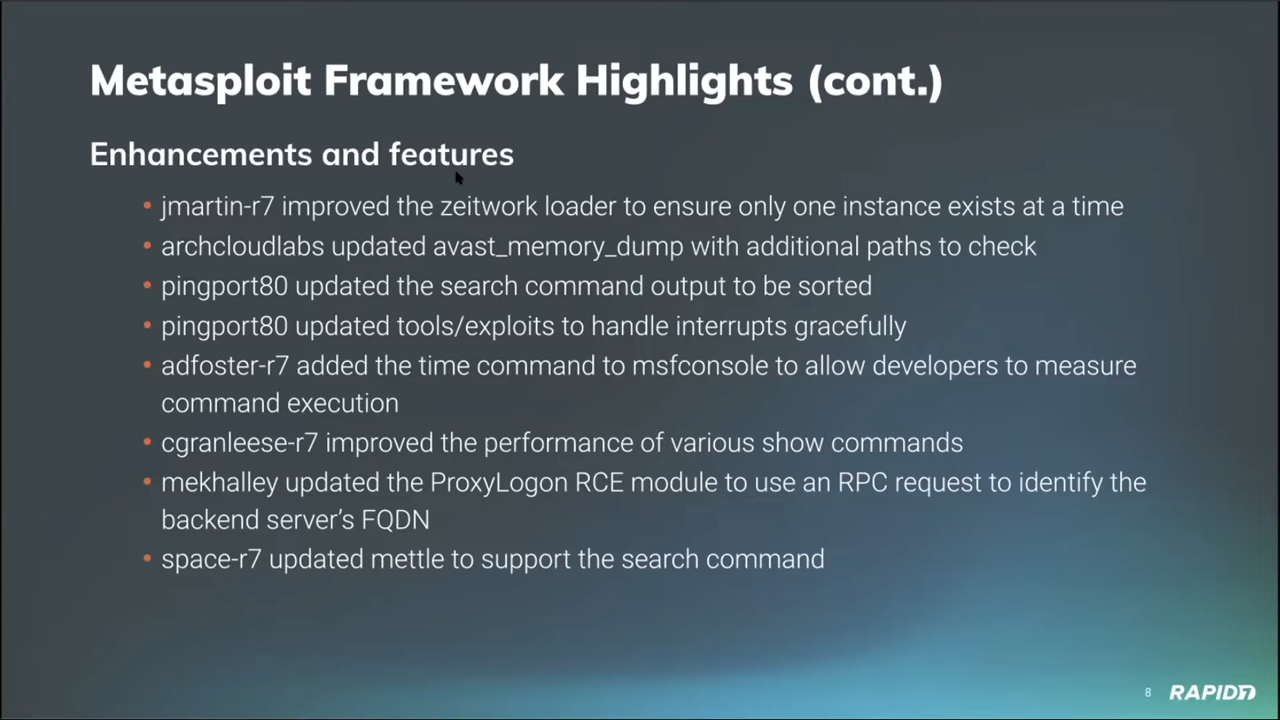 Metasploit Framework Highlights (cont.)
Enhancements and features
• jmartin-r7 improved the zeitwork loader to ensure only one instance exists at a time
• archcloudlabs updated avast_memory_dump with additional paths to check
• pingport80 updated the search command output to be sorted
• pingport80 updated tools/exploits to handle interrupts gracefully
• adfoster-r7 added the time command to msfconsole to allow developers to measure
command execution
• cgranleese-r7 improved the performance of various show commands
• mekhalley updated the ProxyLogon RCE module to use an RPC request to identify the
backend server's FQDN
• space-r7 updated mettle to support the search command
8 RAPID7